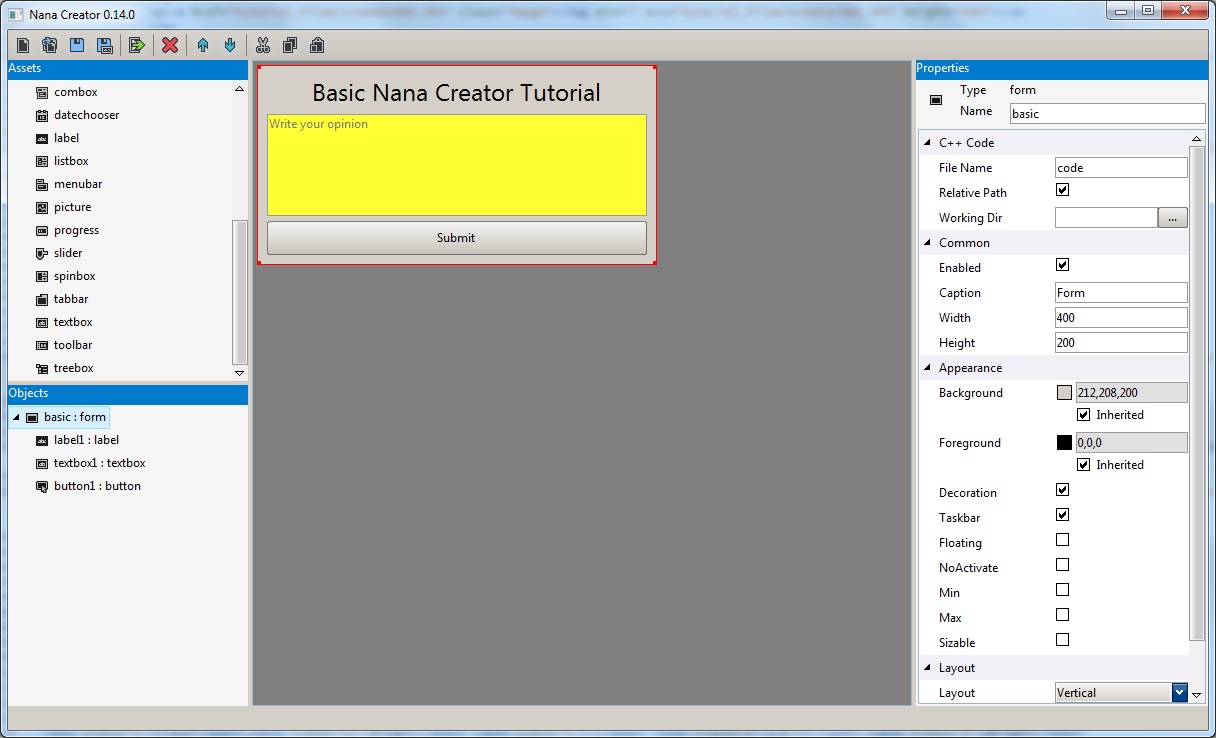 Nana Creator 0.14.0
Assets
combox
datechooser
label
listbox
menubar
picture
progress
slider
spinbox
tabbar
textbox
toolbar
treebox
Objects
basic : form
label1 : label
textbox1 : textbox
button1 : button
Basic Nana Creator Tutorial
Write your opinion
Submit
Properties
Type form
Name basic
C++ Code
File Name code
Relative Path
Working Dir ...
Common
Enabled
Caption Form
Width 400
Height 200
Appearance
Background 212,208,200
Inherited
Foreground 0,0,0
Inherited
Decoration
Taskbar
Floating
NoActivate
Min
Max
Sizable
Layout
Layout Vertical